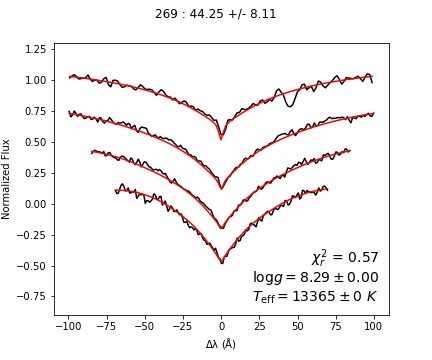 269 : 44.25 +/- 8.11
Normalized Flux
1.25
1.00
0.75
0.50
0.25
0.00
−0.25
−0.50
−0.75
χ²ᵣ = 0.57
logg = 8.29 ± 0.00
Teff = 13365 ± 0 K
−100 −75 −50 −25 0 25 50 75 100
Δλ (Å)